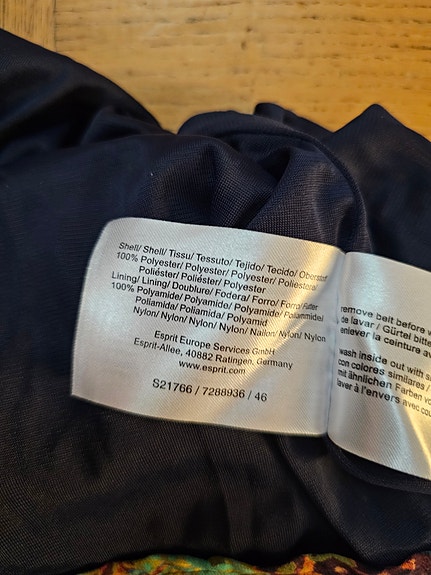 Shell/ Shell/ Tissu/ Tessuto/ Tejido/ Tecido/ Oberstoff
100% Polyester/ Polyester/ Polyester/ Poliestere/
Poliéster/ Poliéster/ Polyester
Lining/ Lining/ Doublure/ Fodera/ Forro/ Forro/ Futter
100% Polyamide/ Polyamide/ Polyamide/ Poliammide/
Poliamida/ Poliamida/ Polyamid
Nylon/ Nylon/ Nylon/ Nylon/ Nailon/ Nylon/ Nylon
Esprit Europe Services GmbH
Esprit-Allee, 40882 Ratingen, Germany
www.esprit.com
S21766 / 7288936 / 46
remove belt before
de lavar / Gürtel bitte
enlever la ceinture
wash inside out with
con colores similares /
mit ähnlichen Farben
laver à l'envers avec